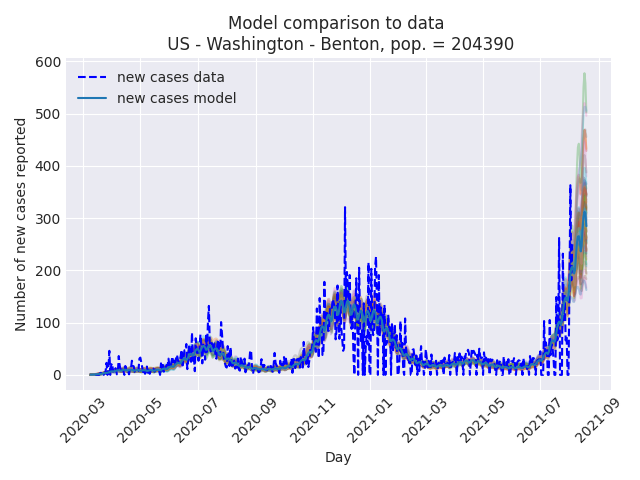 Model comparison to data
US - Washington - Benton, pop. = 204390
new cases data
new cases model
Number of new cases reported
600
500
400
300
200
100
0
2020-03
2020-05
2020-07
2020-09
2020-11
2021-01
2021-03
2021-05
2021-07
2021-09
Day